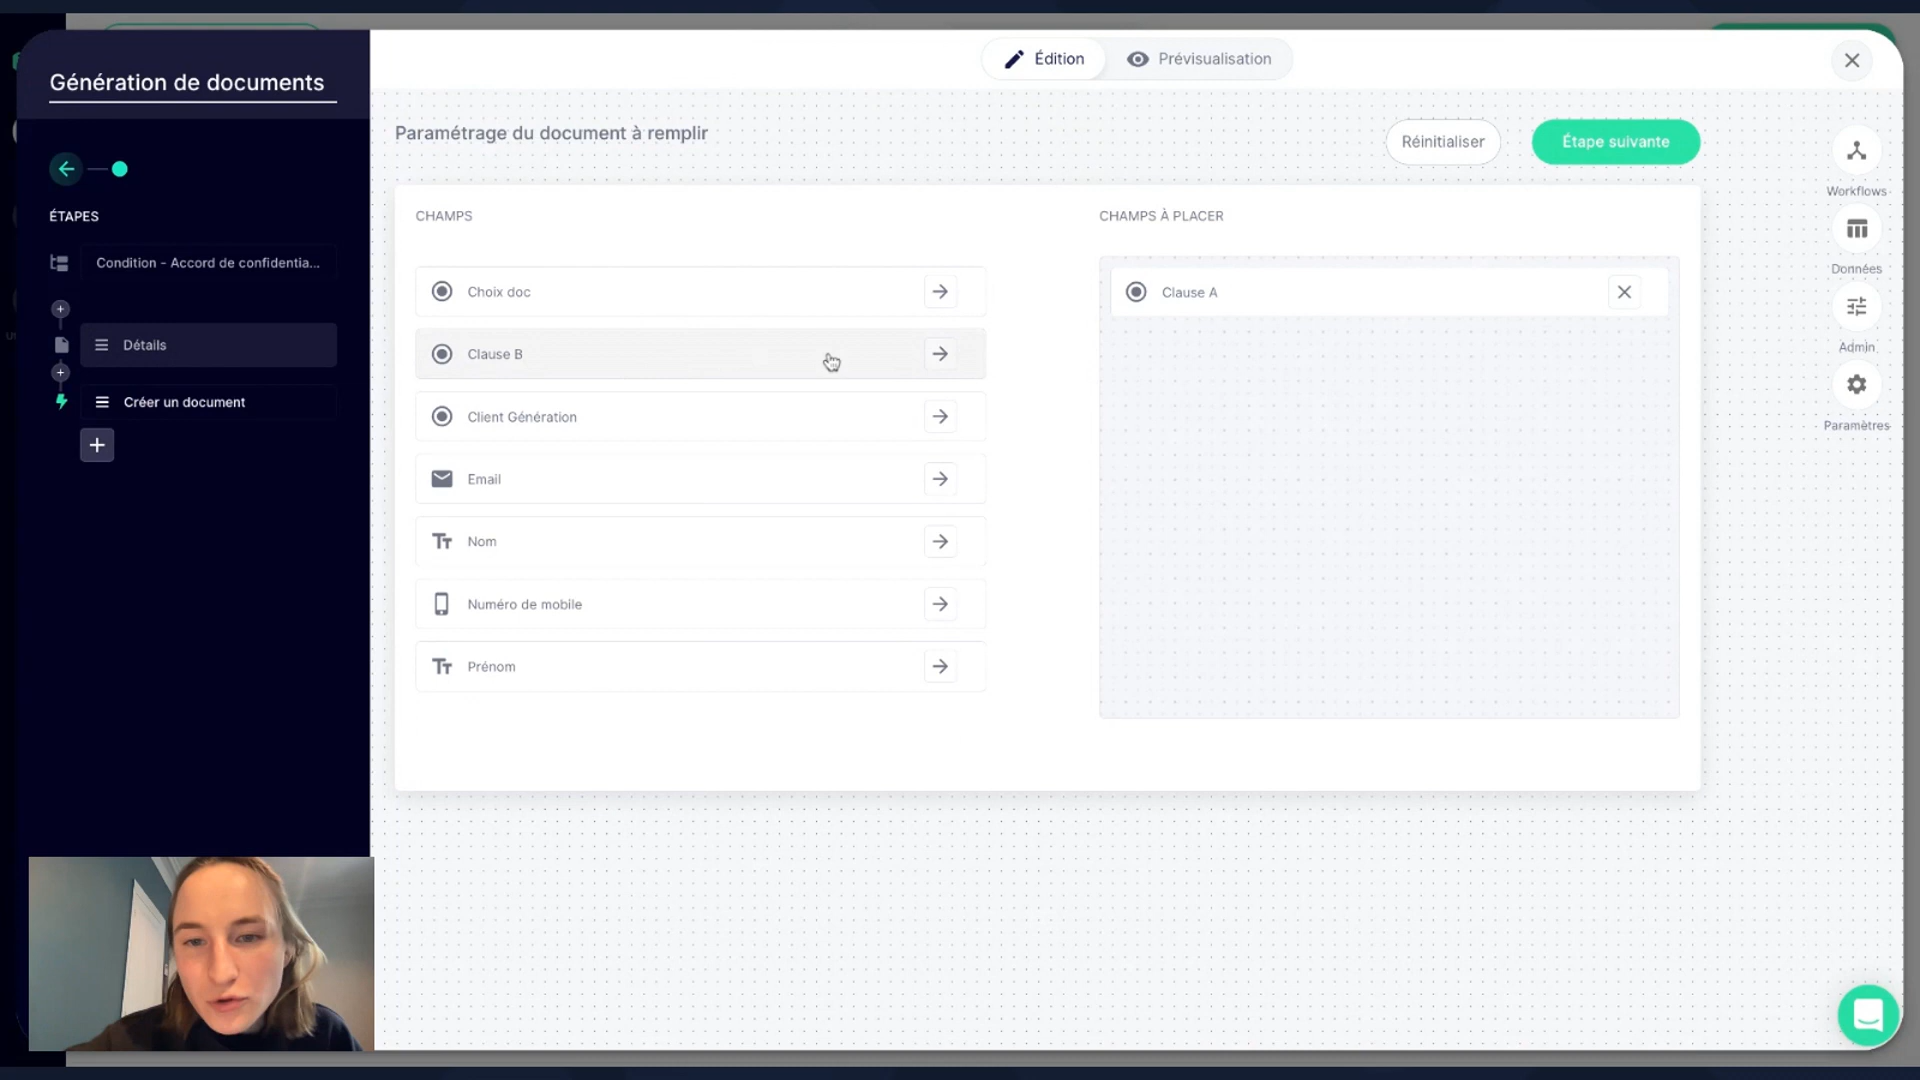 Génération de documents
Édition
Prévisualisation
Paramétrage du document à remplir
Réinitialiser
Étape suivante
ÉTAPES
Condition - Accord de confidentia...
Détails
Créer un document
CHAMPS
Choix doc
Clause B
Client Génération
Email
Nom
Numéro de mobile
Prénom
CHAMPS À PLACER
Clause A
Workflows
Données
Admin
Paramètres